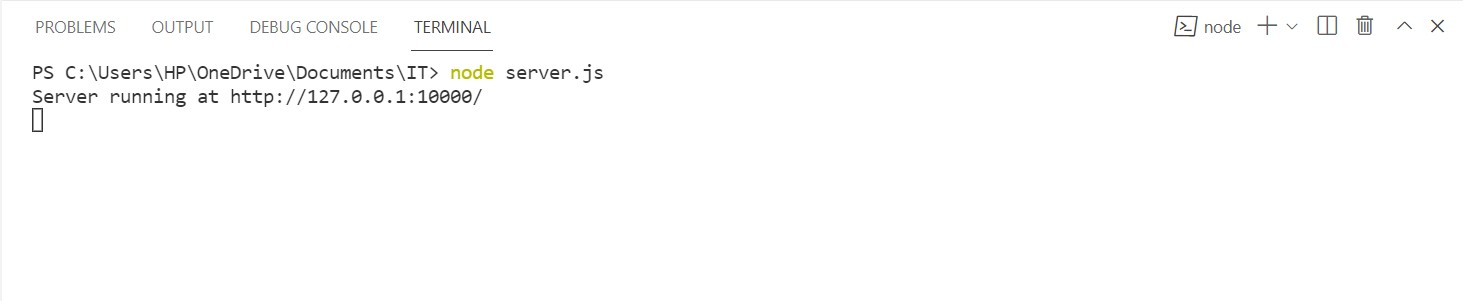 PROBLEMS OUTPUT DEBUG CONSOLE TERMINAL node
PS C:\Users\HP\OneDrive\Documents\IT> node server.js
Server running at http://127.0.0.1:10000/